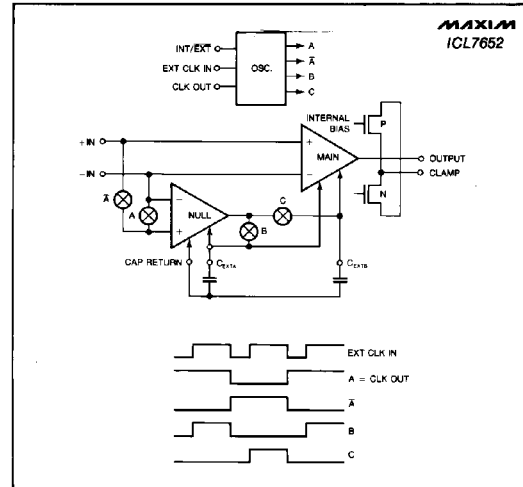 MAXIM
ICL7652
INT/EXT
EXT CLK IN
CLK OUT
OSC.
A
A̅
B
C
INTERNAL
BIAS
P
+IN
−IN
+
−
MAIN
OUTPUT
CLAMP
N
A̅
A
−
+
NULL
C
B
CAP RETURN
CEXTA
CEXTB
EXT CLK IN
A = CLK OUT
A̅
B
C